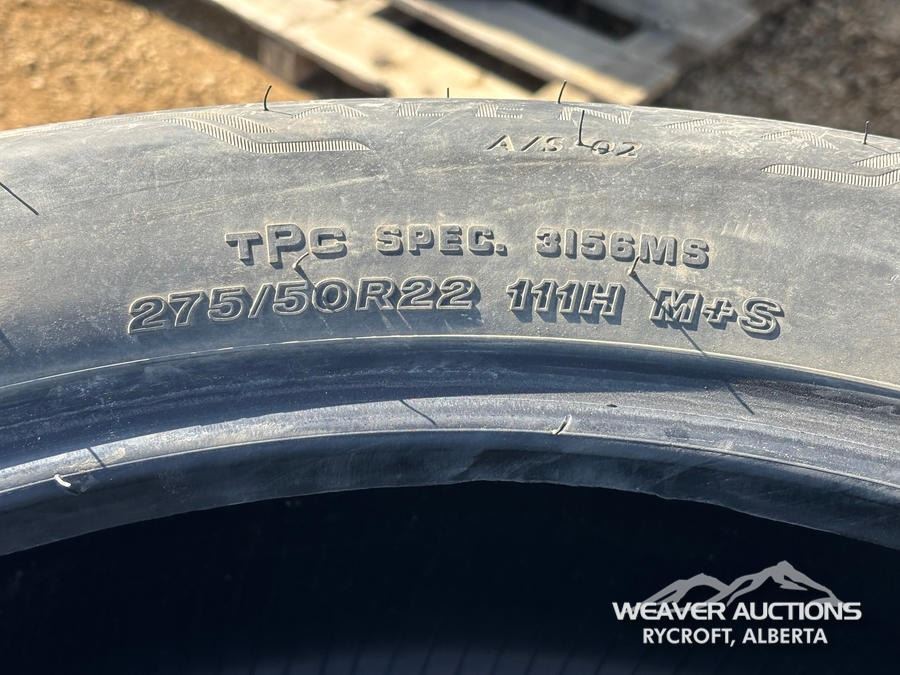 A/S 02
TPC SPEC. 3156MS
275/50R22 111H M+S
WEAVER AUCTIONS
RYCROFT, ALBERTA